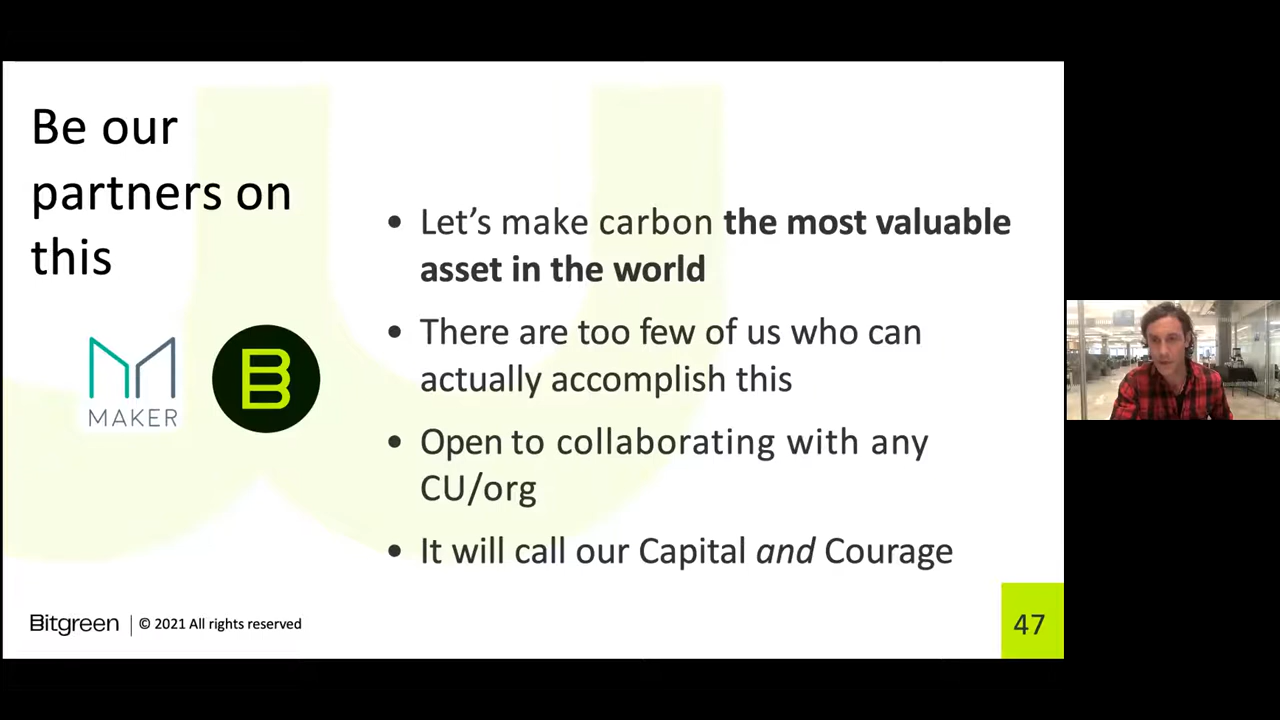 Be our
partners on
this
MAKER
• Let’s make carbon the most valuable
asset in the world
• There are too few of us who can
actually accomplish this
• Open to collaborating with any
CU/org
• It will call our Capital and Courage
Bitgreen | © 2021 All rights reserved
47